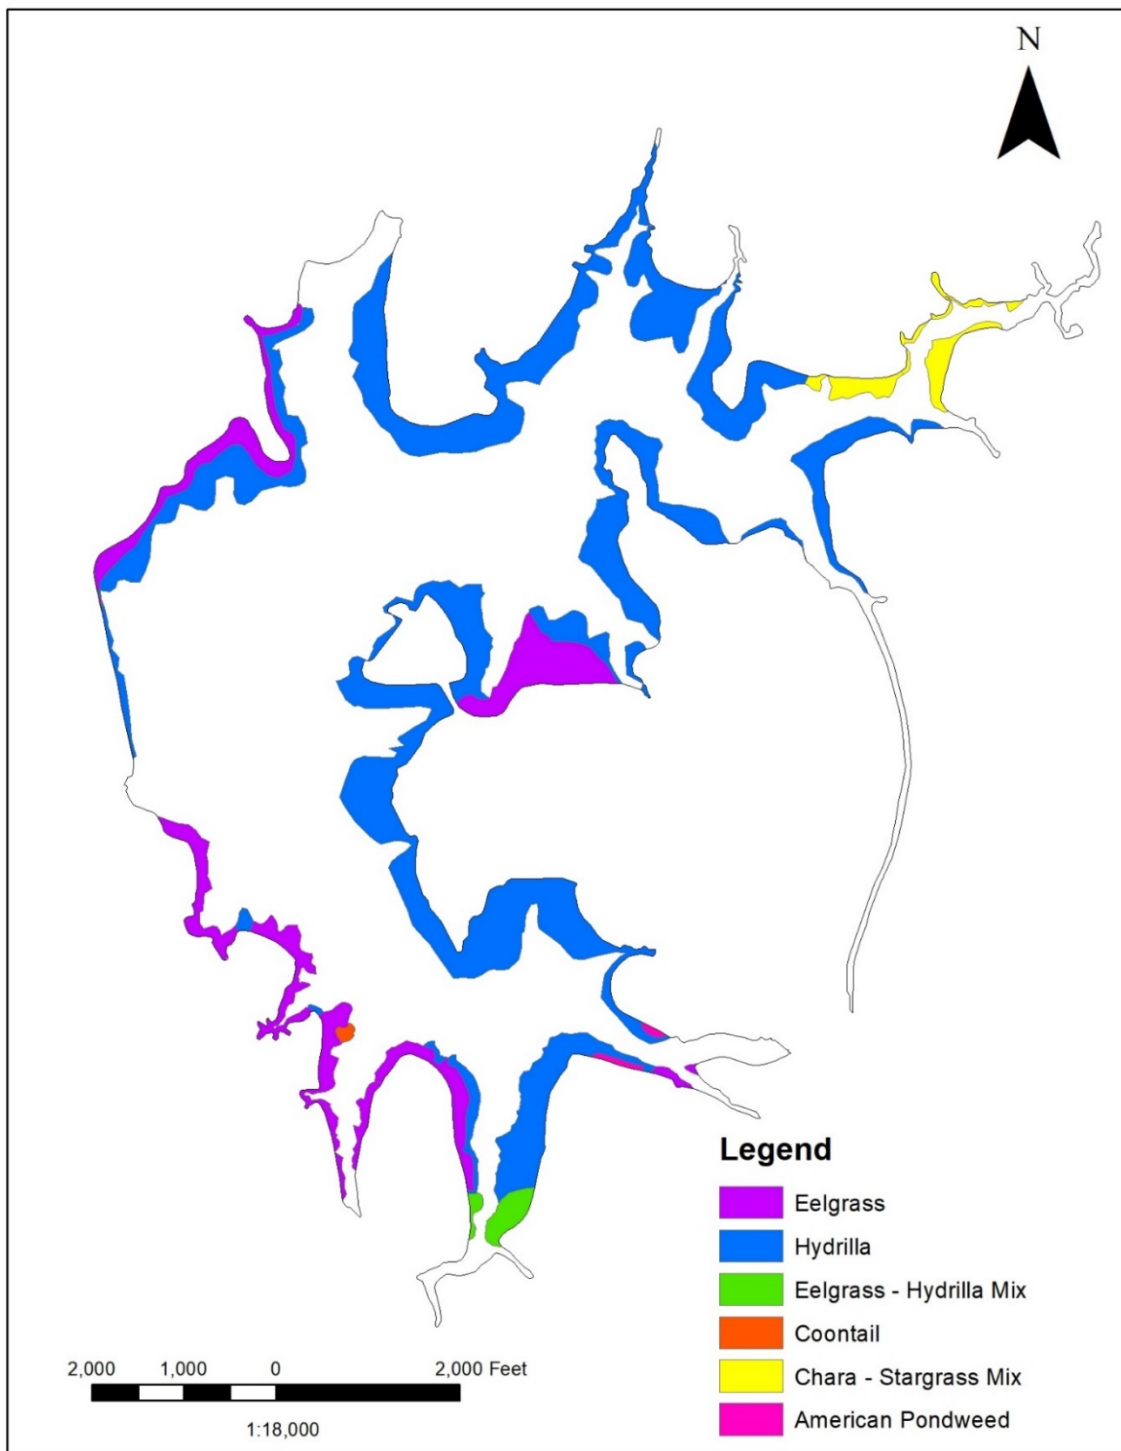 N
Legend
Eelgrass
Hydrilla
Eelgrass - Hydrilla Mix
Coontail
Chara - Stargrass Mix
American Pondweed
2,000 1,000 0 2,000 Feet
1:18,000